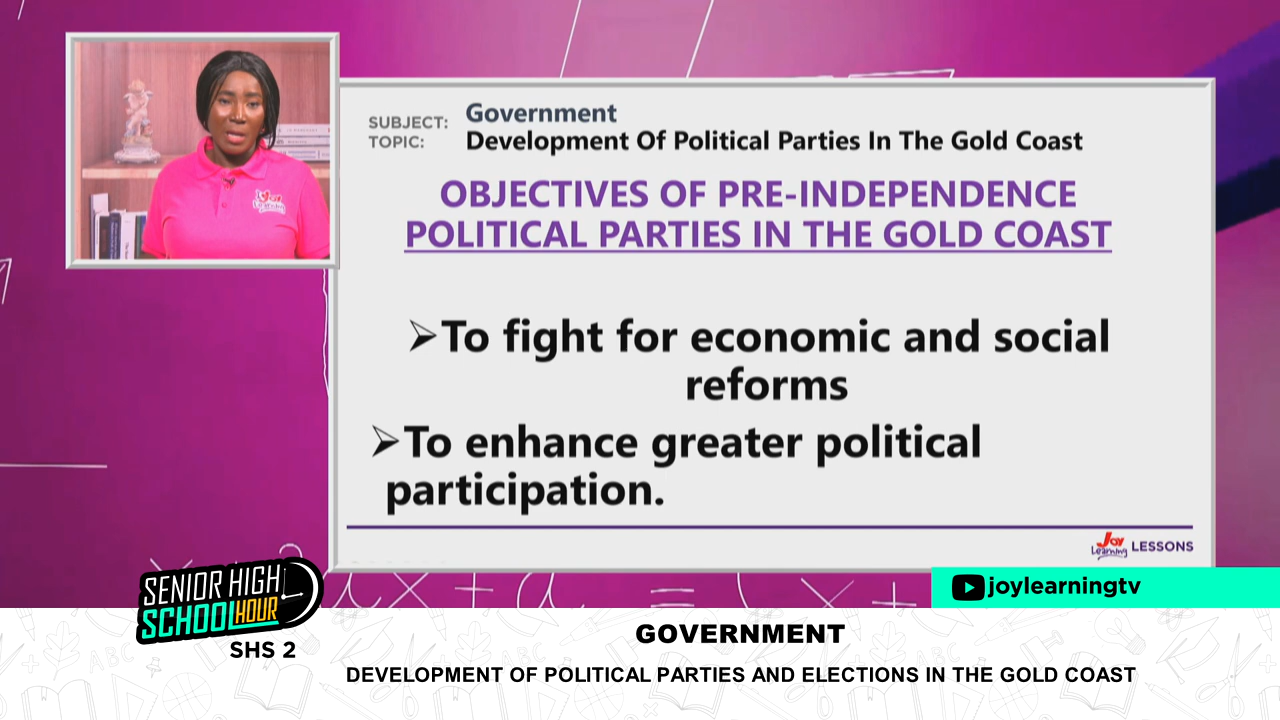 SUBJECT: Government
TOPIC: Development Of Political Parties In The Gold Coast
OBJECTIVES OF PRE-INDEPENDENCE
POLITICAL PARTIES IN THE GOLD COAST
➢To fight for economic and social
reforms
➢To enhance greater political
participation.
Joy Learning LESSONS
joylearningtv
SENIOR HIGH
SCHOOL HOUR
SHS 2
GOVERNMENT
DEVELOPMENT OF POLITICAL PARTIES AND ELECTIONS IN THE GOLD COAST